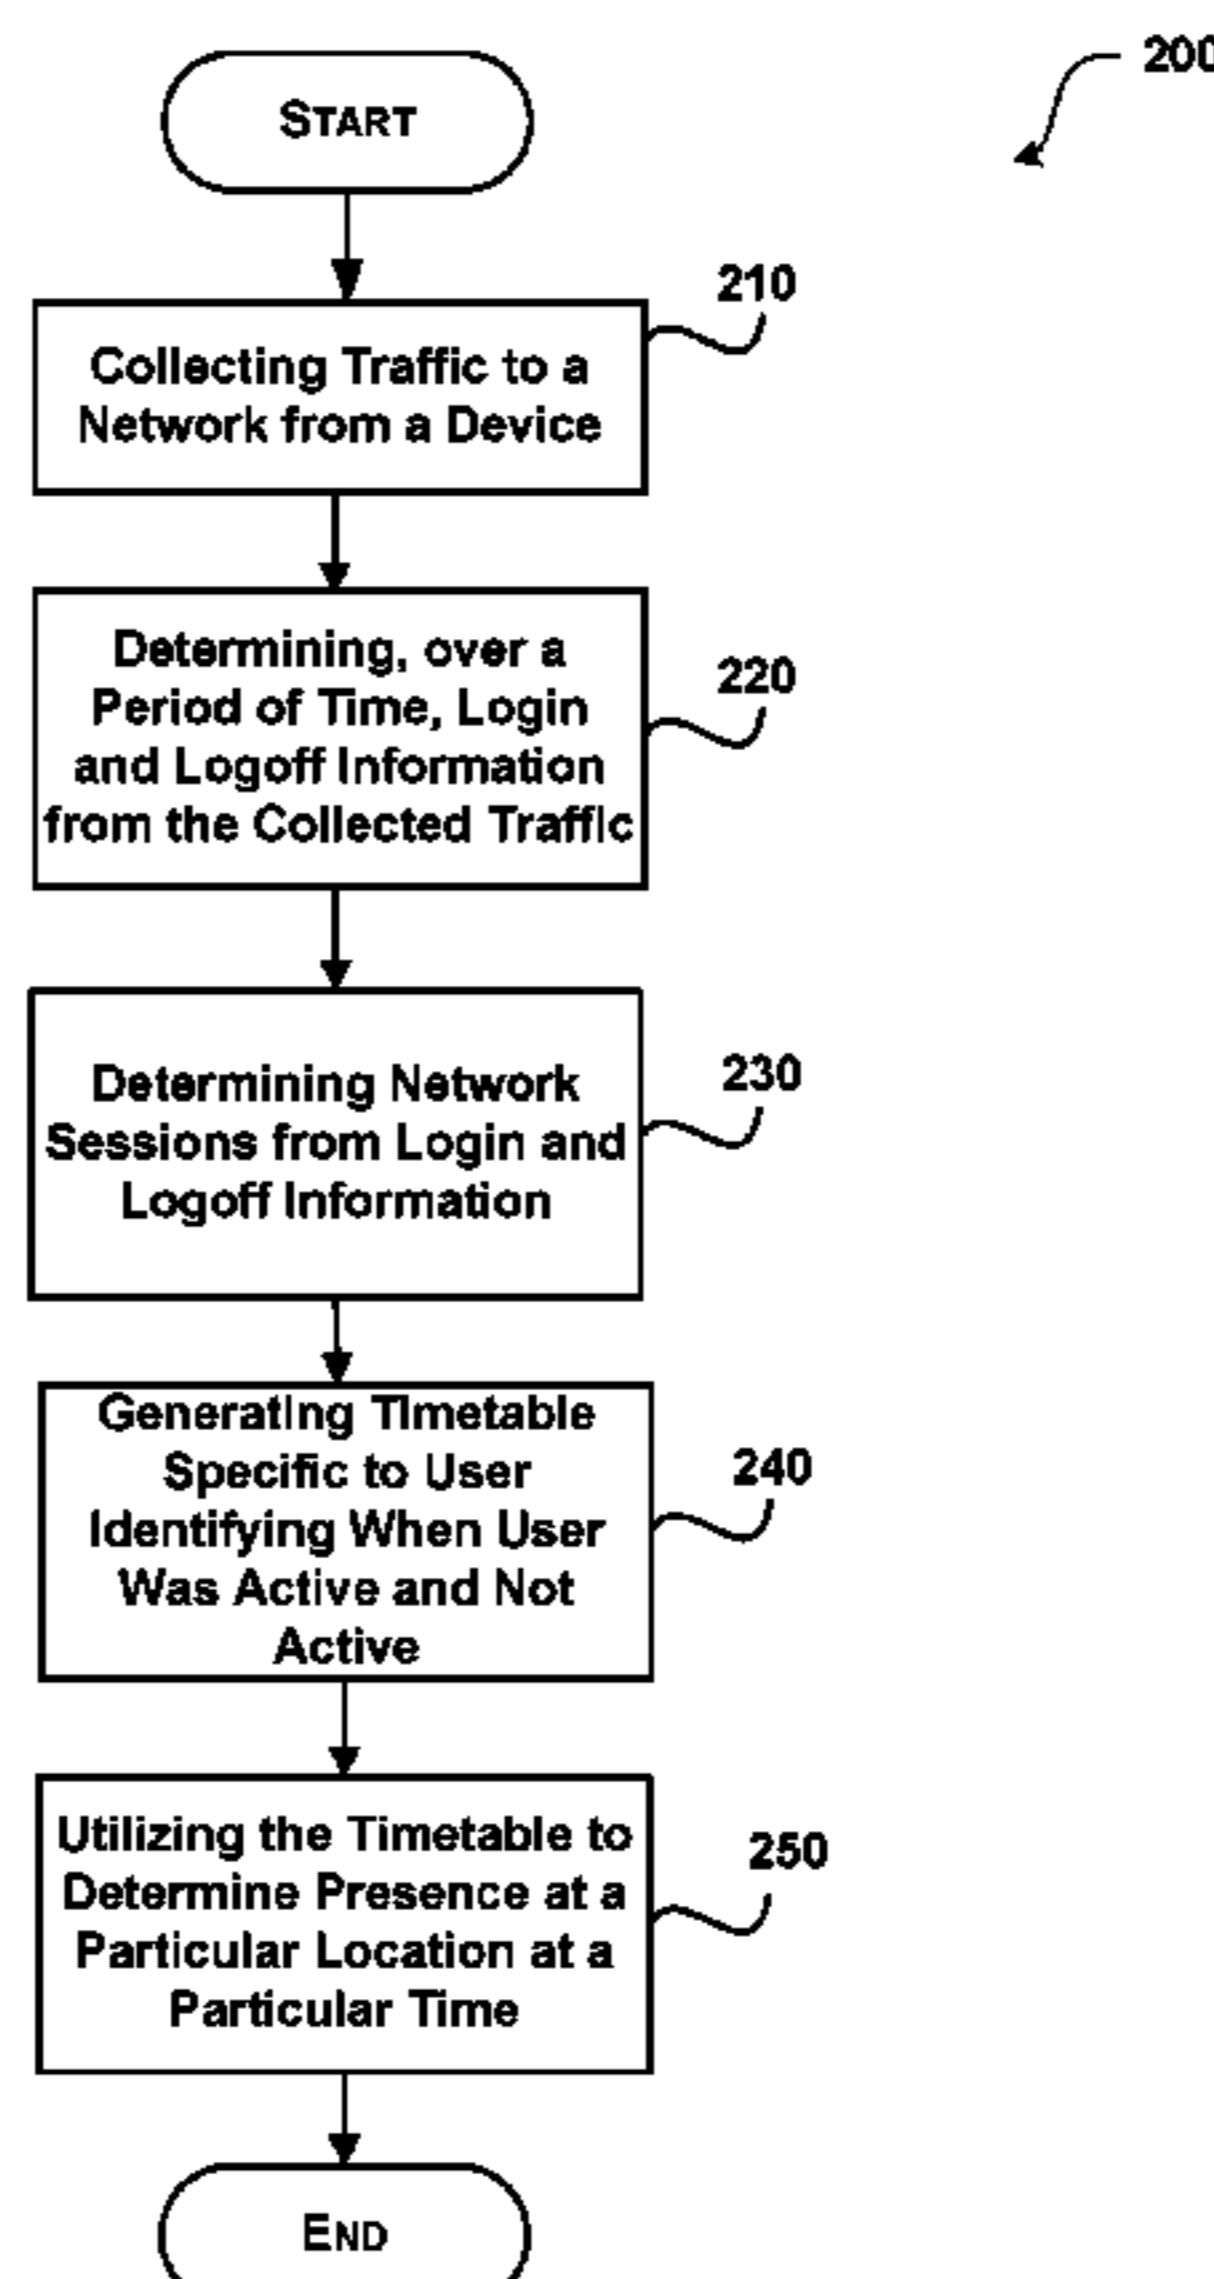 START
200
210
Collecting Traffic to a
Network from a Device
220
Determining, over a
Period of Time, Login
and Logoff Information
from the Collected Traffic
230
Determining Network
Sessions from Login and
Logoff Information
240
Generating Timetable
Specific to User
Identifying When User
Was Active and Not
Active
250
Utilizing the Timetable to
Determine Presence at a
Particular Location at a
Particular Time
END